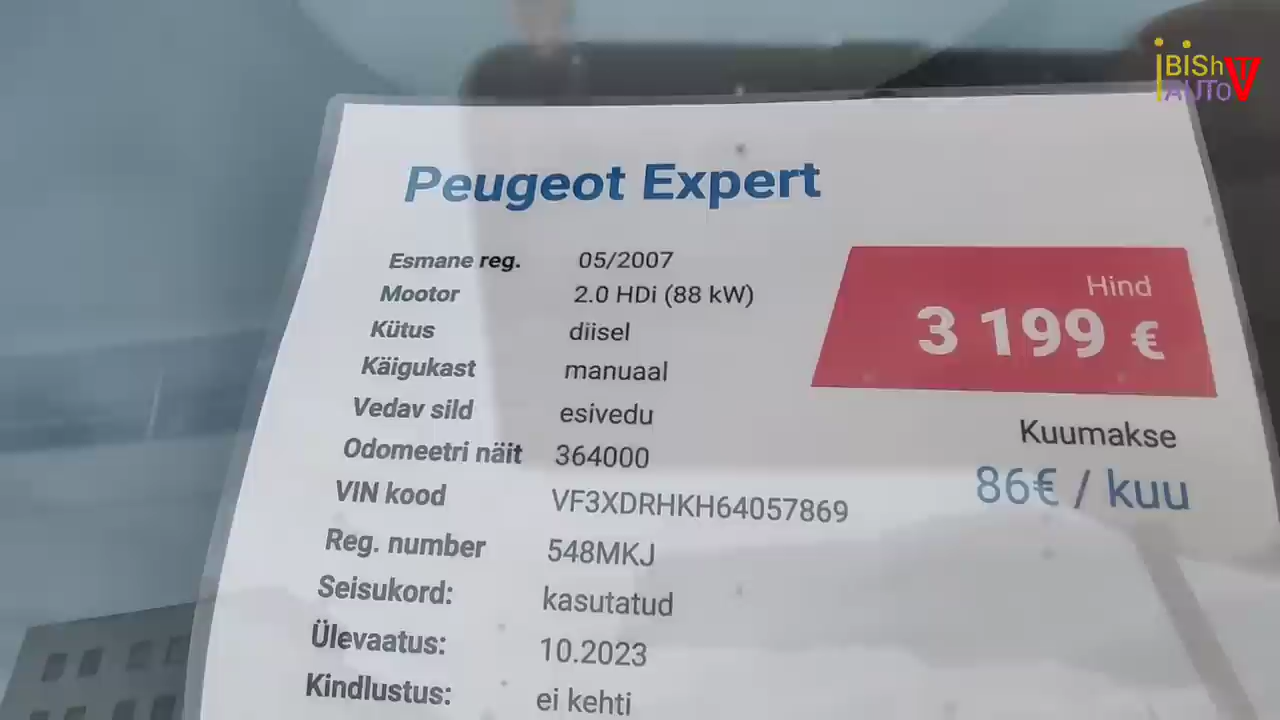 iBISh TV
AUTO
Peugeot Expert
Esmane reg. 05/2007
Mootor 2.0 HDi (88 kW)
Kütus diisel
Käigukast manuaal
Vedav sild esivedu
Odomeetri näit 364000
VIN kood VF3XDRHKH64057869
Reg. number 548MKJ
Seisukord: kasutatud
Ülevaatus: 10.2023
Kindlustus: ei kehti
Hind
3 199 €
Kuumakse
86€ / kuu